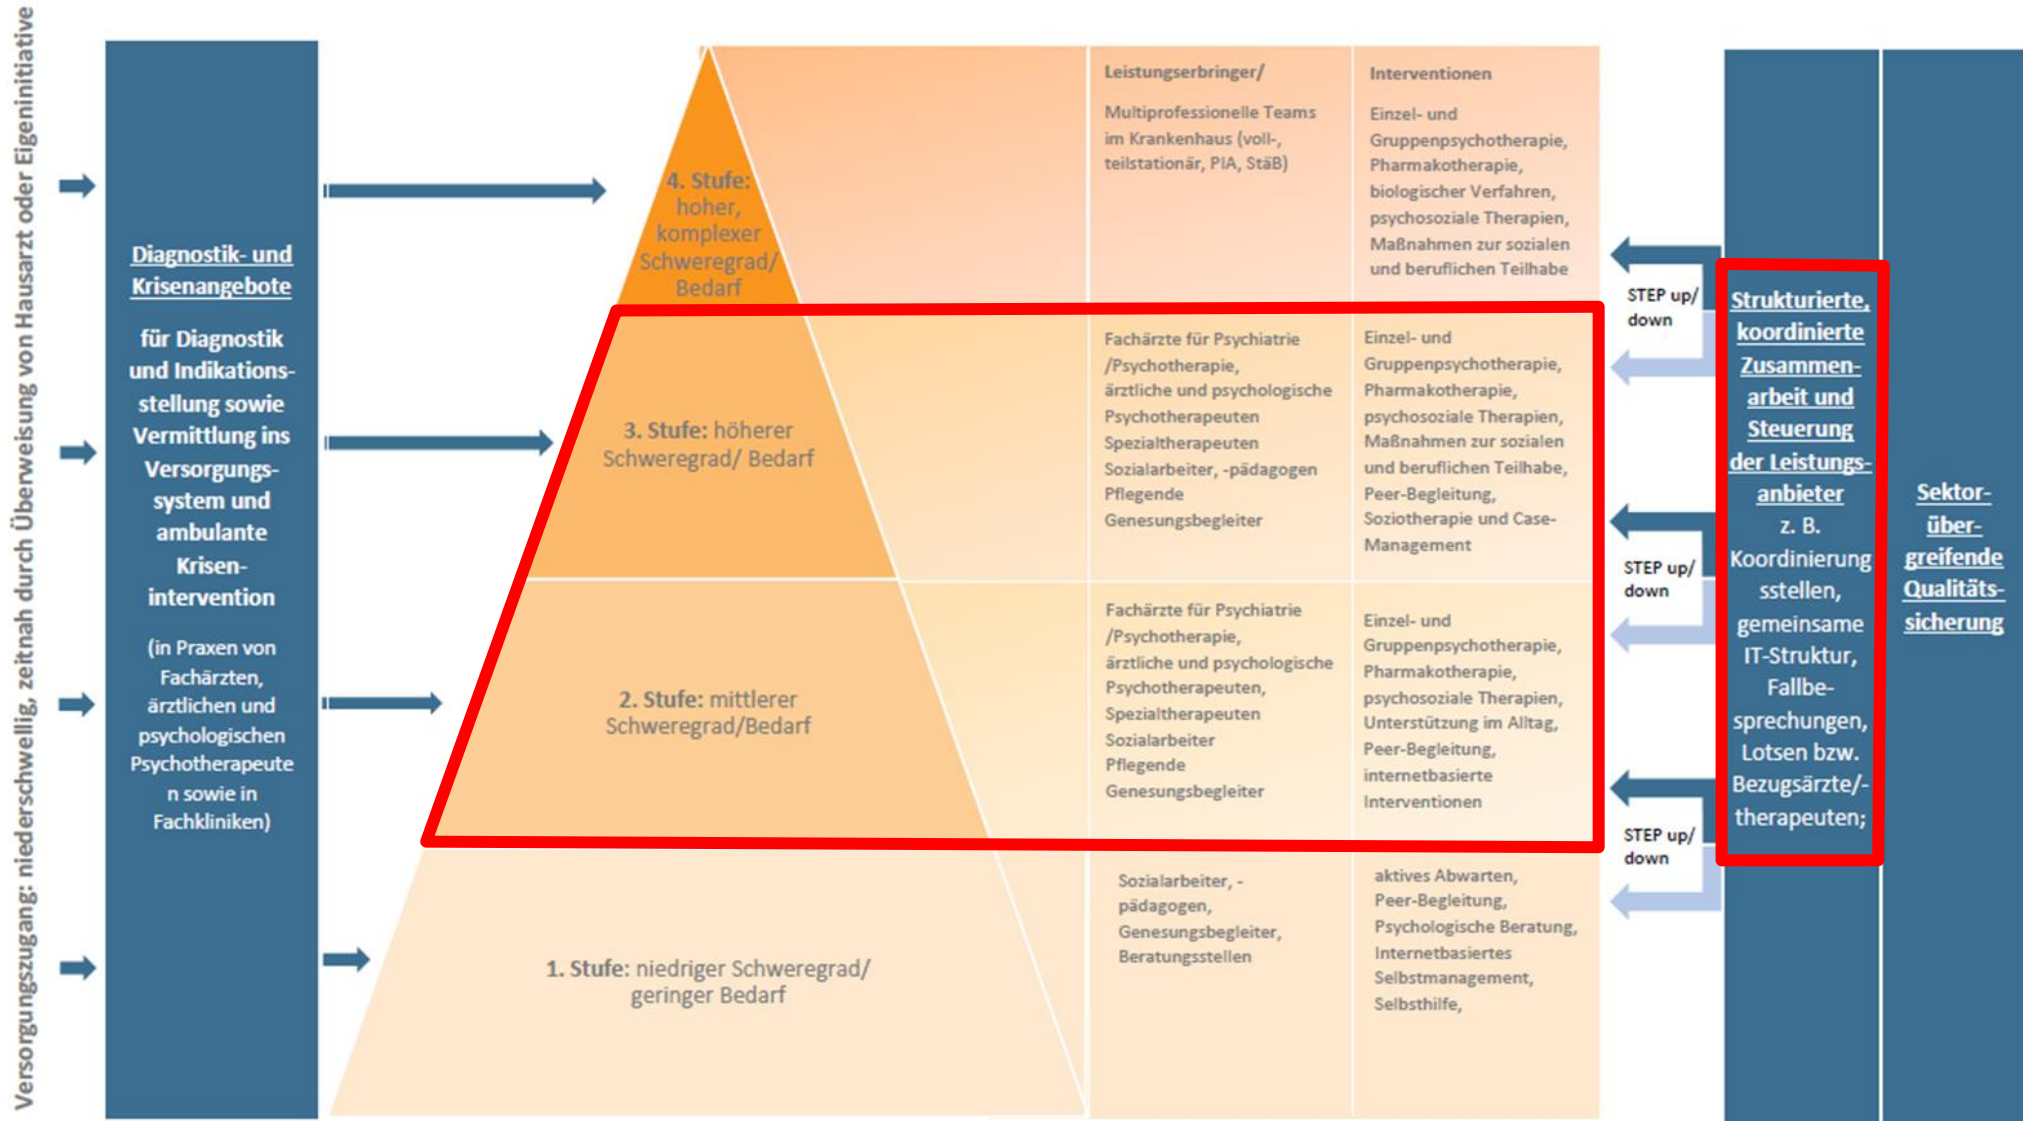 Versorgungszugang: niederschwellig, zeitnah durch Überweisung von Hausarzt oder Eigeninitiative
Diagnostik- und
Krisenangebote
für Diagnostik
und Indikations-
stellung sowie
Vermittlung ins
Versorgungs-
system und
ambulante
Krisen-
intervention
(in Praxen von
Fachärzten,
ärztlichen und
psychologischen
Psychotherapeute
n sowie in
Fachkliniken)
4. Stufe:
hoher,
komplexer
Schweregrad/
Bedarf
Leistungserbringer/
Multiprofessionelle Teams
im Krankenhaus (voll-,
teilstationär, PIA, StäB)
Interventionen
Einzel- und
Gruppenpsychotherapie,
Pharmakotherapie,
biologischer Verfahren,
psychosoziale Therapien,
Maßnahmen zur sozialen
und beruflichen Teilhabe
3. Stufe: höherer
Schweregrad/ Bedarf
Fachärzte für Psychiatrie
/Psychotherapie,
ärztliche und psychologische
Psychotherapeuten
Spezialtherapeuten
Sozialarbeiter, -pädagogen
Pflegende
Genesungsbegleiter
Einzel- und
Gruppenpsychotherapie,
Pharmakotherapie,
psychosoziale Therapien,
Maßnahmen zur sozialen
und beruflichen Teilhabe,
Peer-Begleitung,
Soziotherapie und Case-
Management
2. Stufe: mittlerer
Schweregrad/Bedarf
Fachärzte für Psychiatrie
/Psychotherapie,
ärztliche und psychologische
Psychotherapeuten,
Spezialtherapeuten
Sozialarbeiter
Pflegende
Genesungsbegleiter
Einzel- und
Gruppenpsychotherapie,
Pharmakotherapie,
psychosoziale Therapien,
Unterstützung im Alltag,
Peer-Begleitung,
internetbasierte
Interventionen
1. Stufe: niedriger Schweregrad/
geringer Bedarf
Sozialarbeiter, -
pädagogen,
Genesungsbegleiter,
Beratungsstellen
aktives Abwarten,
Peer-Begleitung,
Psychologische Beratung,
Internetbasiertes
Selbstmanagement,
Selbsthilfe,
STEP up/
down
STEP up/
down
STEP up/
down
Strukturierte,
koordinierte
Zusammen-
arbeit und
Steuerung
der Leistungs-
anbieter
z. B.
Koordinierung
sstellen,
gemeinsame
IT-Struktur,
Fallbe-
sprechungen,
Lotsen bzw.
Bezugsärzte/-
therapeuten;
Sektor-
über-
greifende
Qualitäts-
sicherung